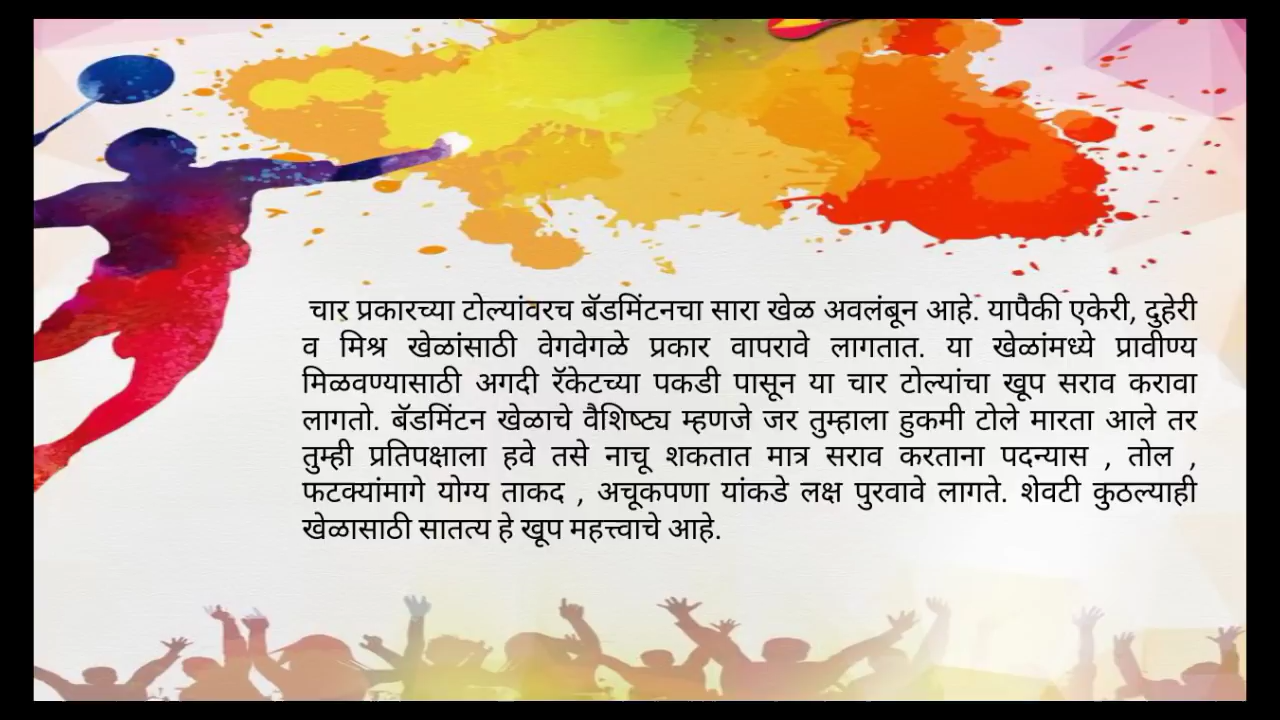 चार प्रकारच्या टोल्यांवरच बॅडमिंटनचा सारा खेळ अवलंबून आहे. यापैकी एकेरी, दुहेरी
व मिश्र खेळांसाठी वेगवेगळे प्रकार वापरावे लागतात. या खेळांमध्ये प्रावीण्य
मिळवण्यासाठी अगदी रॅकेटच्या पकडी पासून या चार टोल्यांचा खूप सराव करावा
लागतो. बॅडमिंटन खेळाचे वैशिष्ट्य म्हणजे जर तुम्हाला हुकमी टोले मारता आले तर
तुम्ही प्रतिपक्षाला हवे तसे नाचू शकतात मात्र सराव करताना पदन्यास , तोल ,
फटक्यांमागे योग्य ताकद , अचूकपणा यांकडे लक्ष पुरवावे लागते. शेवटी कुठल्याही
खेळासाठी सातत्य हे खूप महत्त्वाचे आहे.